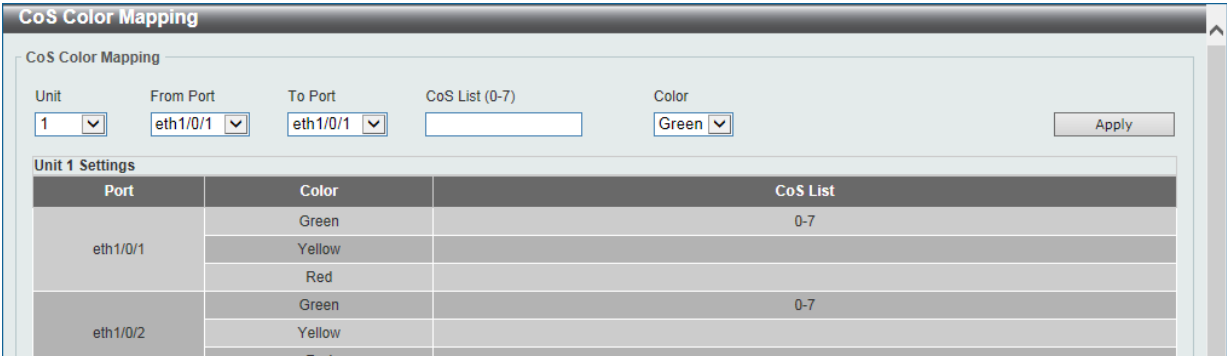 CoS Color Mapping
CoS Color Mapping
Unit From Port To Port CoS List (0-7) Color
1 eth1/0/1 eth1/0/1 Green Apply
Unit 1 Settings
Port Color CoS List
Green 0-7
eth1/0/1 Yellow
Red
Green 0-7
eth1/0/2 Yellow